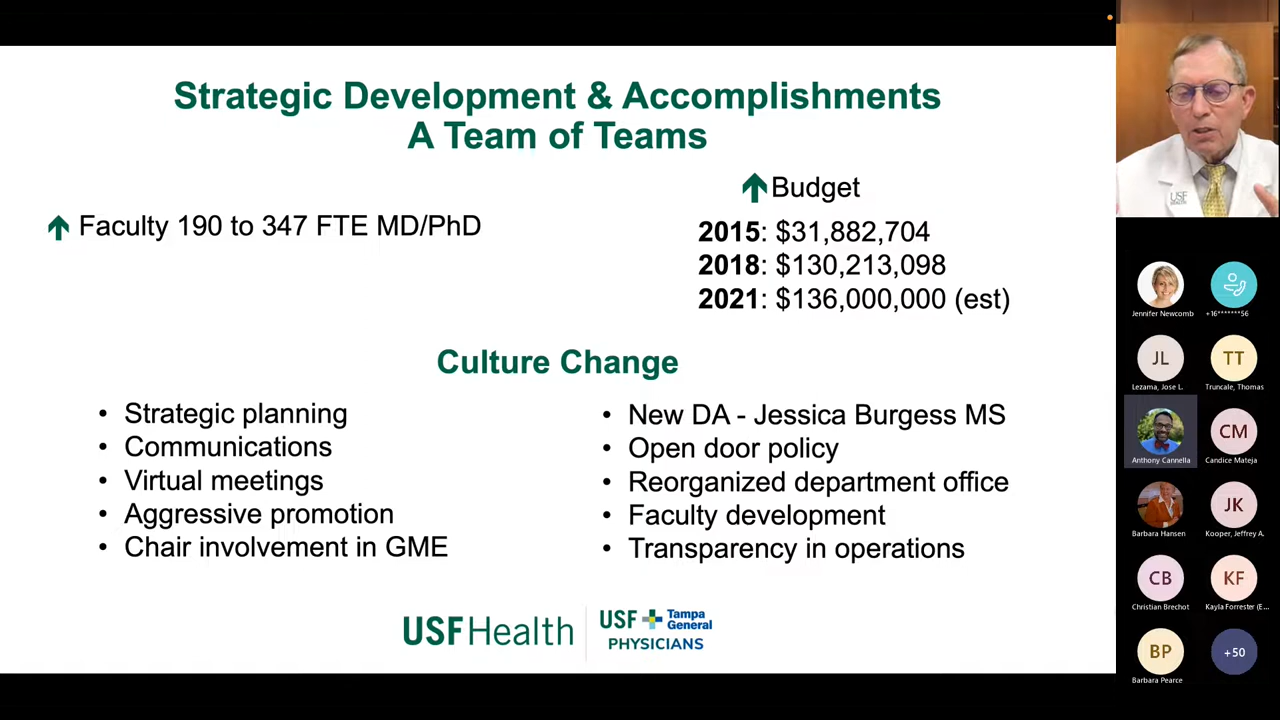 Strategic Development & Accomplishments
A Team of Teams
Faculty 190 to 347 FTE MD/PhD
Budget
2015: $31,882,704
2018: $130,213,098
2021: $136,000,000 (est)
Culture Change
• Strategic planning
• Communications
• Virtual meetings
• Aggressive promotion
• Chair involvement in GME
• New DA - Jessica Burgess MS
• Open door policy
• Reorganized department office
• Faculty development
• Transparency in operations
USF Health
USF Tampa General
PHYSICIANS
USF
HEALTH
Jennifer Newcomb
+16*******56
JL
Lezama, Jose L.
TT
Truncale, Thomas
Anthony Cannella
CM
Candice Mateja
Barbara Hansen
JK
Kooper, Jeffrey A.
CB
Christian Brechot
KF
Kayla Forrester (E...
BP
Barbara Pearce
+50